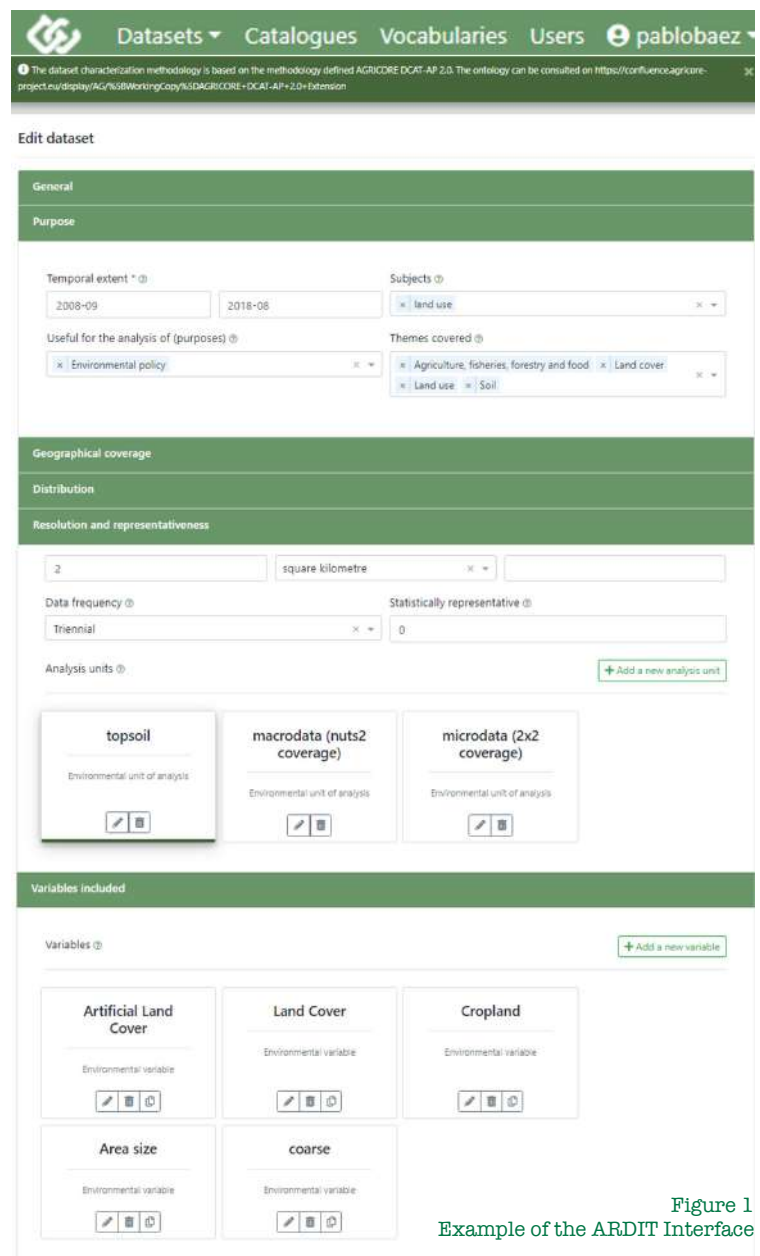 Datasets Catalogues Vocabularies Users pablobaez
The dataset characterization methodology is based on the methodology defined AGRICORE DCAT-AP 2.0. The ontology can be consulted on https://confluence.agricore-
project.eu/display/AG/%5BWorkingCopy%5DAGRICORE+DCAT-AP+2.0+Extension
Edit dataset
General
Purpose
Temporal extent * Subjects
2008-09 2018-08 × land use
Useful for the analysis of (purposes) Themes covered
× Environmental policy × Agriculture, fisheries, forestry and food × Land cover
× Land use × Soil
Geographical coverage
Distribution
Resolution and representativeness
2 square kilometre
Data frequency Statistically representative
Triennial 0
Analysis units + Add a new analysis unit
topsoil
Environmental unit of analysis
macrodata (nuts2
coverage)
Environmental unit of analysis
microdata (2x2
coverage)
Environmental unit of analysis
Variables included
Variables + Add a new variable
Artificial Land
Cover
Environmental variable
Land Cover
Environmental variable
Cropland
Environmental variable
Area size
Environmental variable
coarse
Environmental variable
Figure 1
Example of the ARDIT Interface